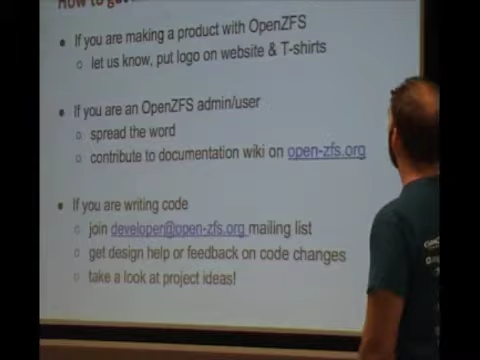 How to
If you are making a product with OpenZFS
let us know, put logo on website & T-shirts
If you are an OpenZFS admin/user
spread the word
contribute to documentation wiki on open-zfs.org
If you are writing code
join developer@open-zfs.org mailing list
get design help or feedback on code changes
take a look at project ideas!